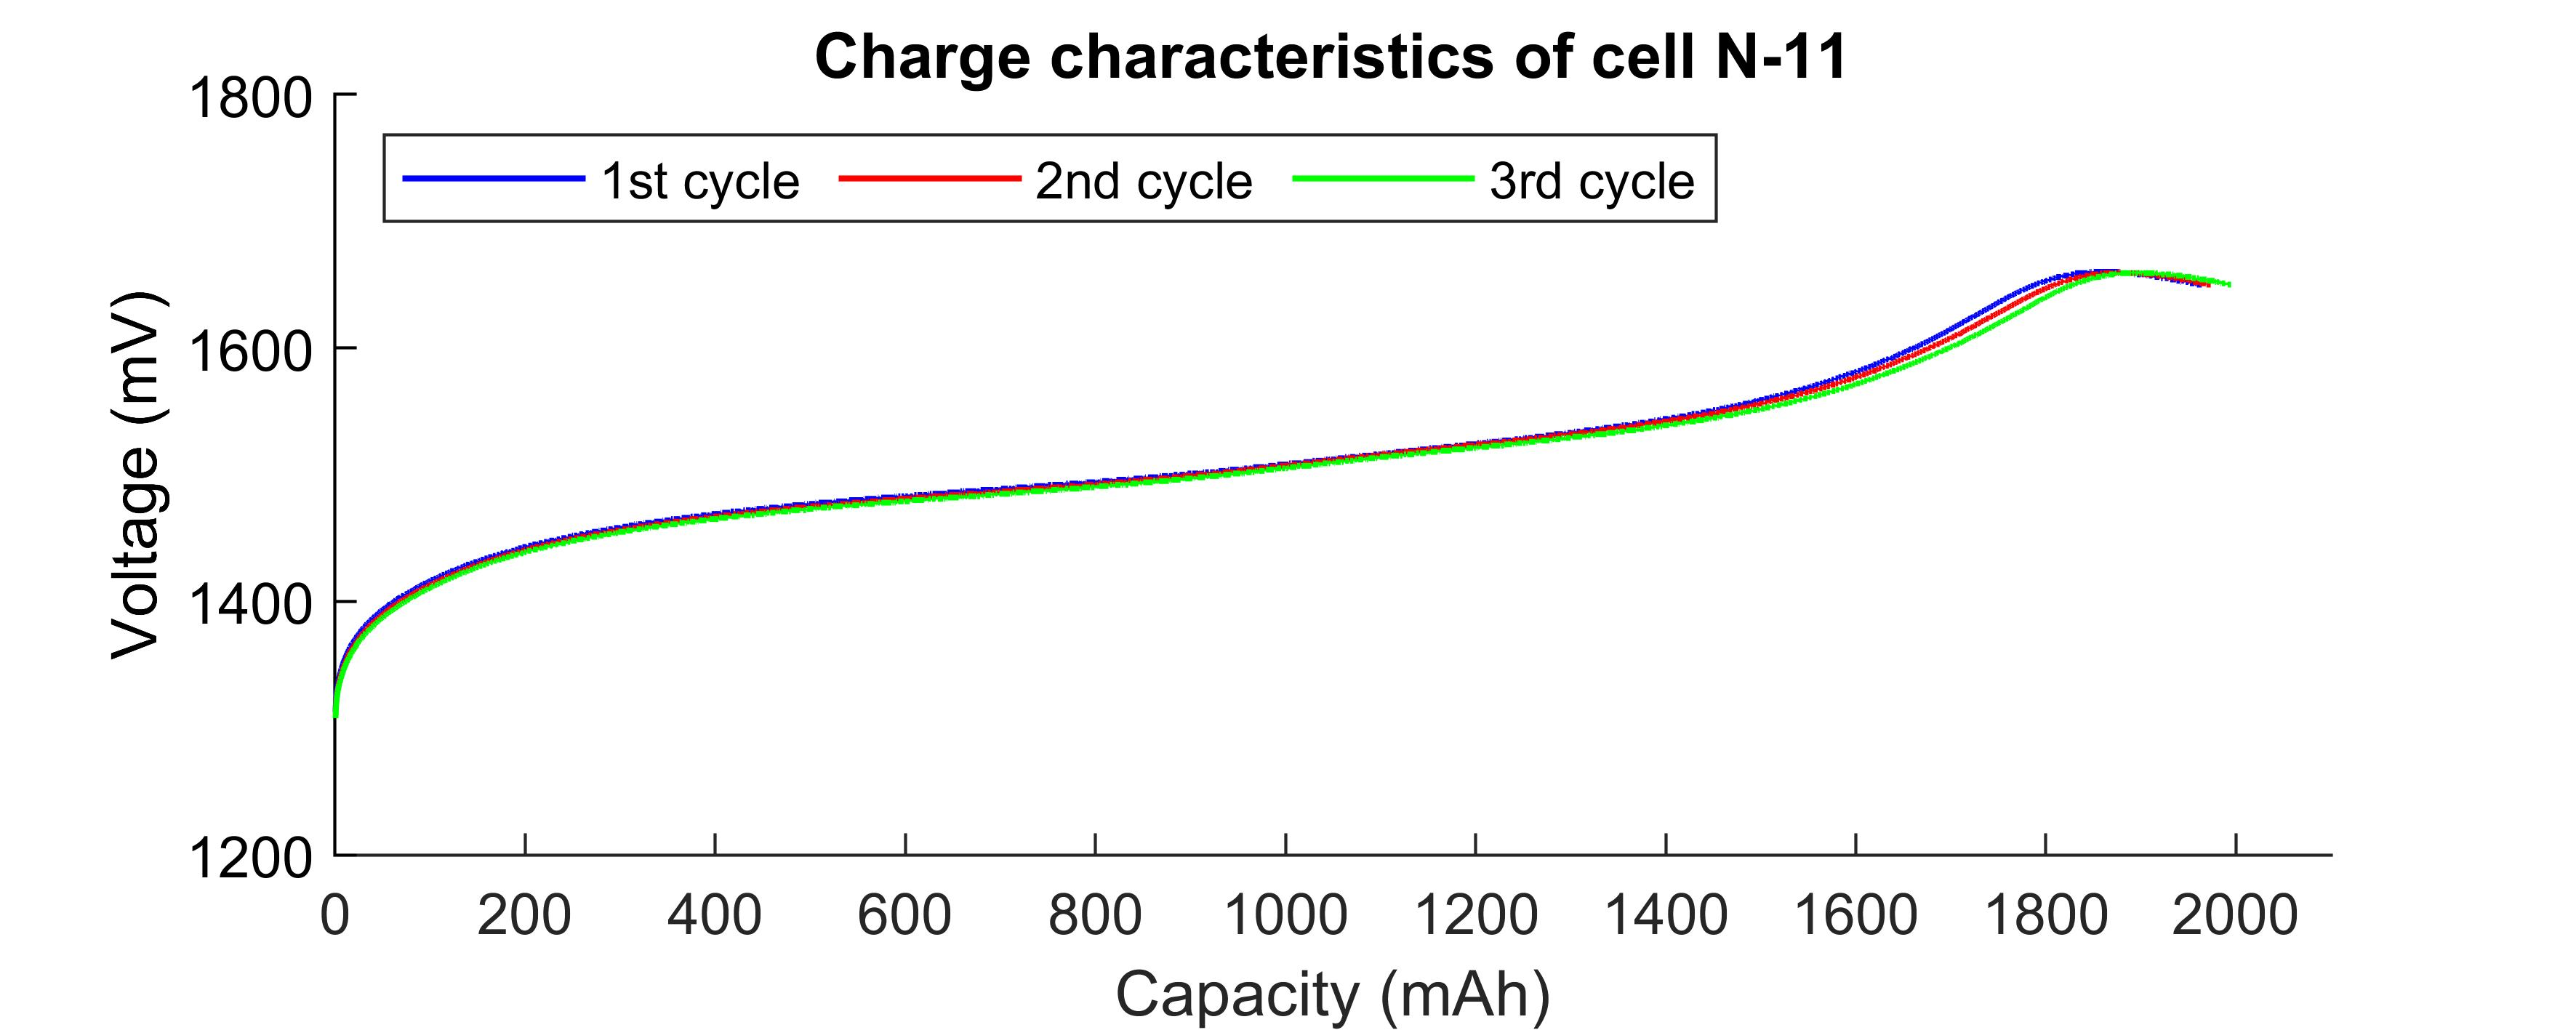 Charge characteristics of cell N-11
1800
1st cycle 2nd cycle 3rd cycle
1600
Voltage (mV)
1400
1200
0 200 400 600 800 1000 1200 1400 1600 1800 2000
Capacity (mAh)